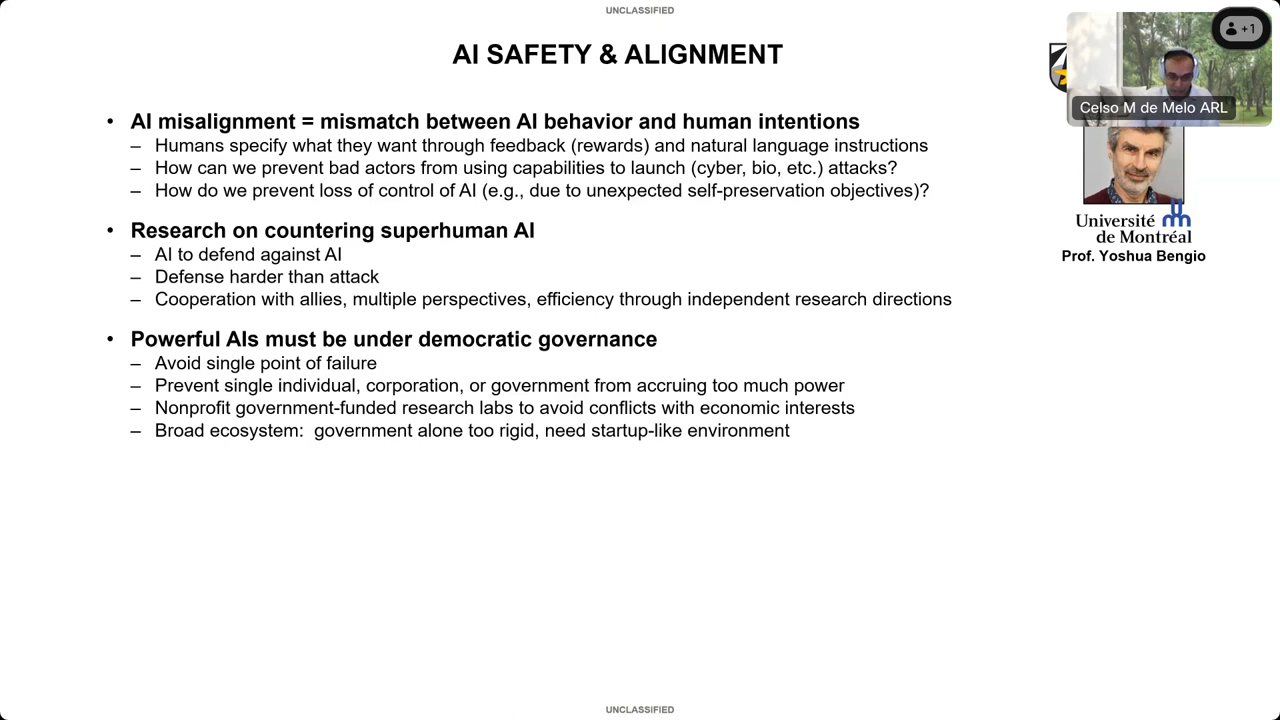 UNCLASSIFIED
AI SAFETY & ALIGNMENT
+1
Celso M de Melo ARL
• AI misalignment = mismatch between AI behavior and human intentions
– Humans specify what they want through feedback (rewards) and natural language instructions
– How can we prevent bad actors from using capabilities to launch (cyber, bio, etc.) attacks?
– How do we prevent loss of control of AI (e.g., due to unexpected self-preservation objectives)?
• Research on countering superhuman AI
– AI to defend against AI
– Defense harder than attack
– Cooperation with allies, multiple perspectives, efficiency through independent research directions
• Powerful AIs must be under democratic governance
– Avoid single point of failure
– Prevent single individual, corporation, or government from accruing too much power
– Nonprofit government-funded research labs to avoid conflicts with economic interests
– Broad ecosystem:  government alone too rigid, need startup-like environment
Université
de Montréal
Prof. Yoshua Bengio
UNCLASSIFIED